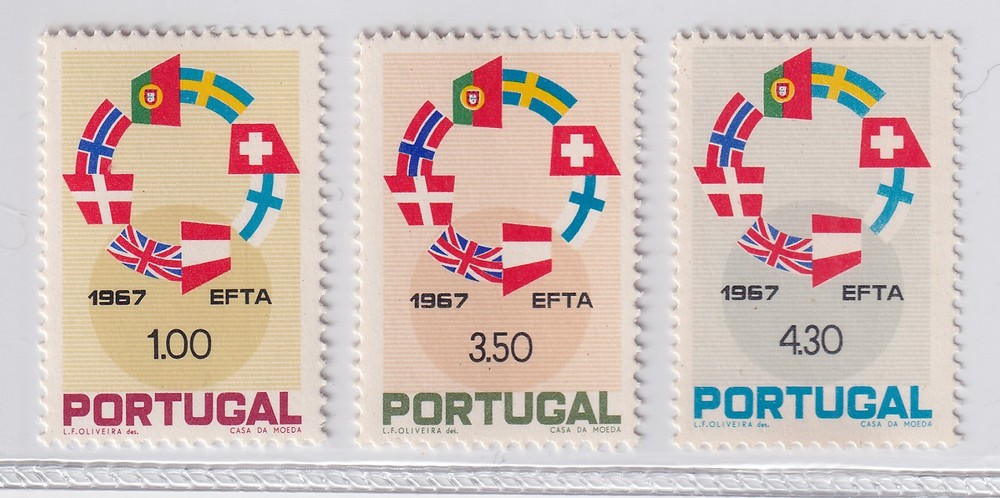 1967 EFTA
1.00
PORTUGAL
L.F.OLIVEIRA des. CASA DA MOEDA
1967 EFTA
3.50
PORTUGAL
L.F.OLIVEIRA des. CASA DA MOEDA
1967 EFTA
4.30
PORTUGAL
L.F.OLIVEIRA des. CASA DA MOEDA